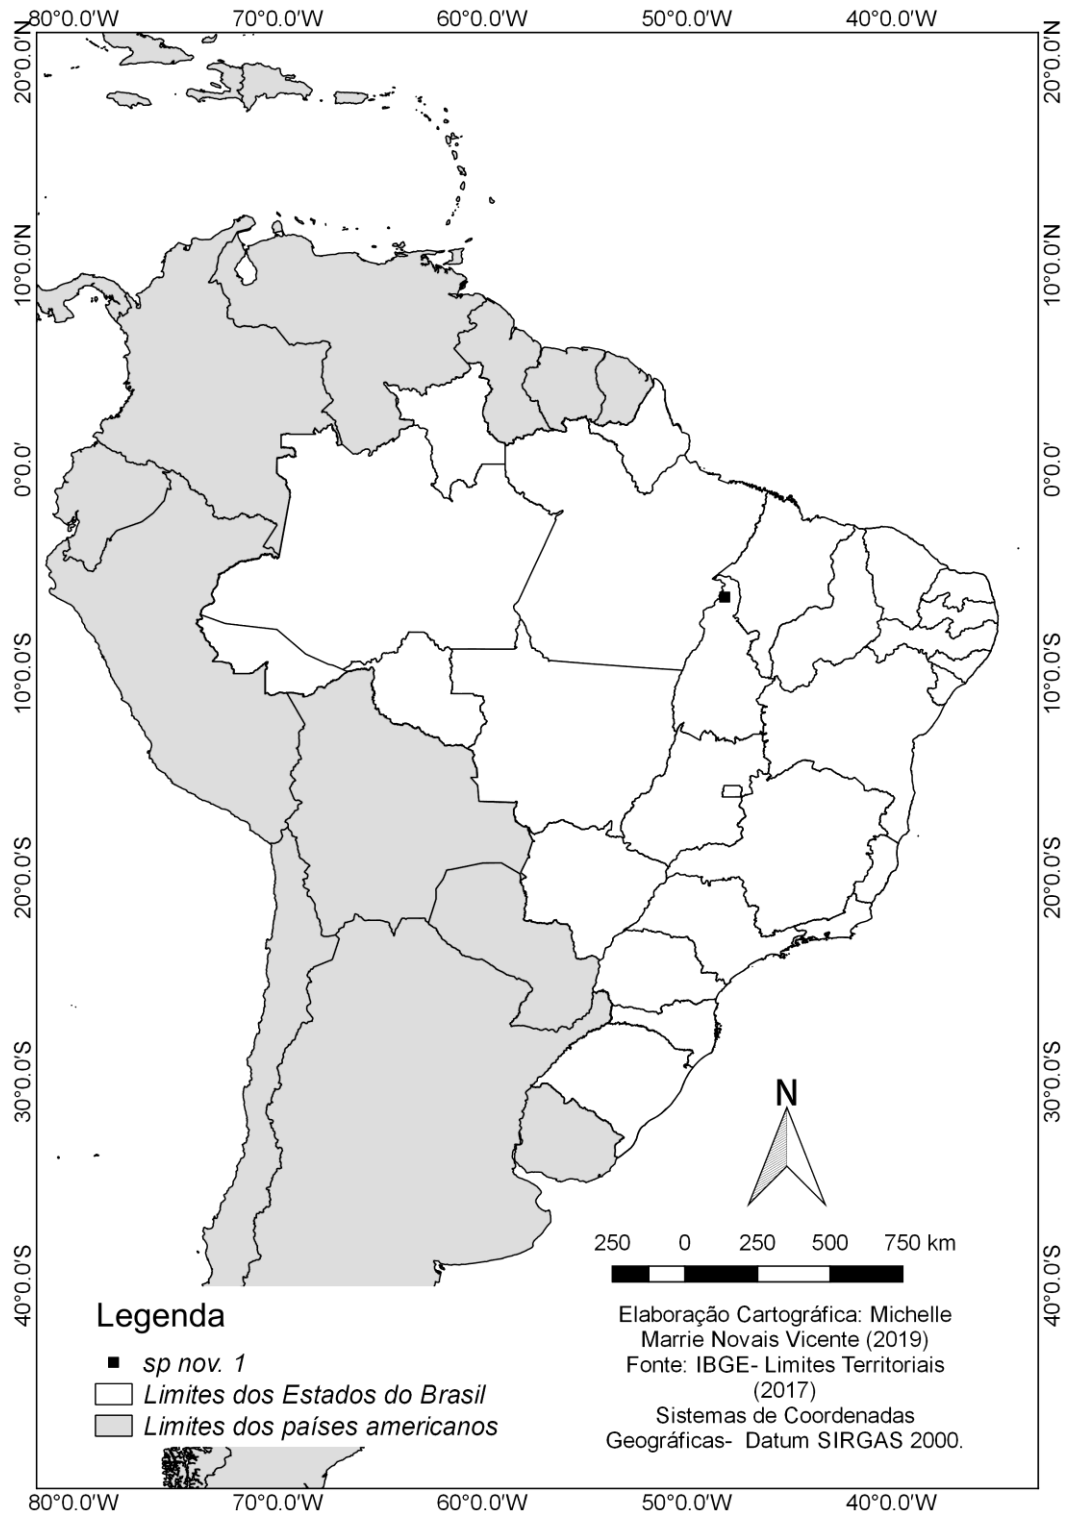 80°0.0'W 70°0.0'W 60°0.0'W 50°0.0'W 40°0.0'W
20°0.0'N
10°0.0'N
0°0.0'
10°0.0'S
20°0.0'S
30°0.0'S
40°0.0'S
20°0.0'N
10°0.0'N
0°0.0'
10°0.0'S
20°0.0'S
30°0.0'S
40°0.0'S
N
250 0 250 500 750 km
Legenda
sp nov. 1
Limites dos Estados do Brasil
Limites dos países americanos
Elaboração Cartográfica: Michelle
Marrie Novais Vicente (2019)
Fonte: IBGE- Limites Territoriais
(2017)
Sistemas de Coordenadas
Geográficas- Datum SIRGAS 2000.
80°0.0'W 70°0.0'W 60°0.0'W 50°0.0'W 40°0.0'W